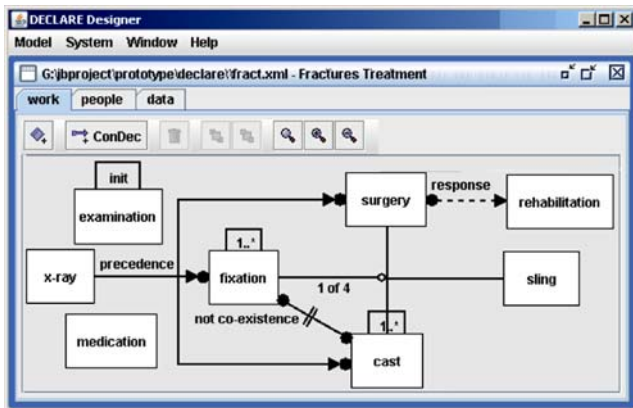 DECLARE Designer
Model System Window Help
G:\jbproject\prototype\declare\'fract.xml - Fractures Treatment
work people data
ConDec
init
examination
surgery
response
rehabilitation
x-ray
precedence
1..*
fixation
1 of 4
sling
not co-existence
medication
1..*
cast